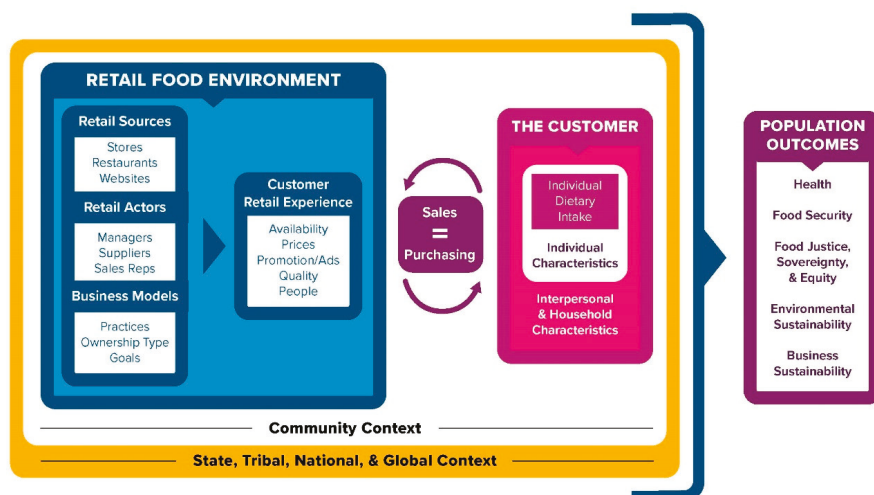 RETAIL FOOD ENVIRONMENT
Retail Sources
Stores
Restaurants
Websites
Retail Actors
Managers
Suppliers
Sales Reps
Business Models
Practices
Ownership Type
Goals
Customer
Retail Experience
Availability
Prices
Promotion/Ads
Quality
People
Sales
=
Purchasing
THE CUSTOMER
Individual
Dietary
Intake
Individual
Characteristics
Interpersonal
& Household
Characteristics
Community Context
State, Tribal, National, & Global Context
POPULATION
OUTCOMES
Health
Food Security
Food Justice,
Sovereignty,
& Equity
Environmental
Sustainability
Business
Sustainability